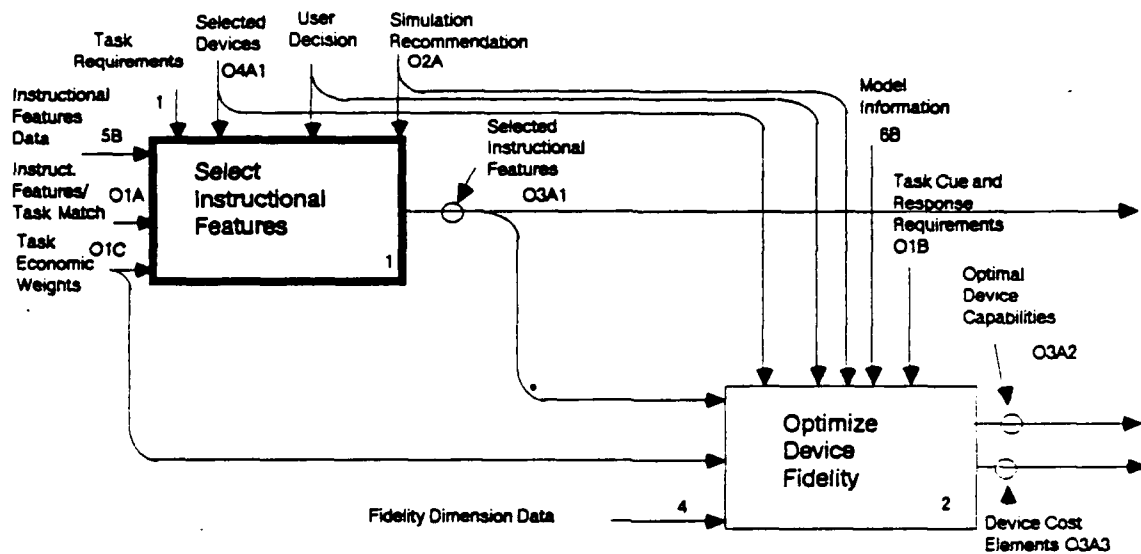 Task
Requirements
1
Selected
Devices
O4A1
User
Decision
Simulation
Recommendation
O2A
Instructional
Features
Data
5B
Instruct.
Features/
Task Match
O1A
Task
Economic
Weights
O1C
Select
Instructional
Features
1
Selected
Instructional
Features
O3A1
Model
Information
6B
Task Cue and
Response
Requirements
O1B
Optimal
Device
Capabilities
O3A2
Optimize
Device
Fidelity
2
Fidelity Dimension Data
4
Device Cost
Elements O3A3